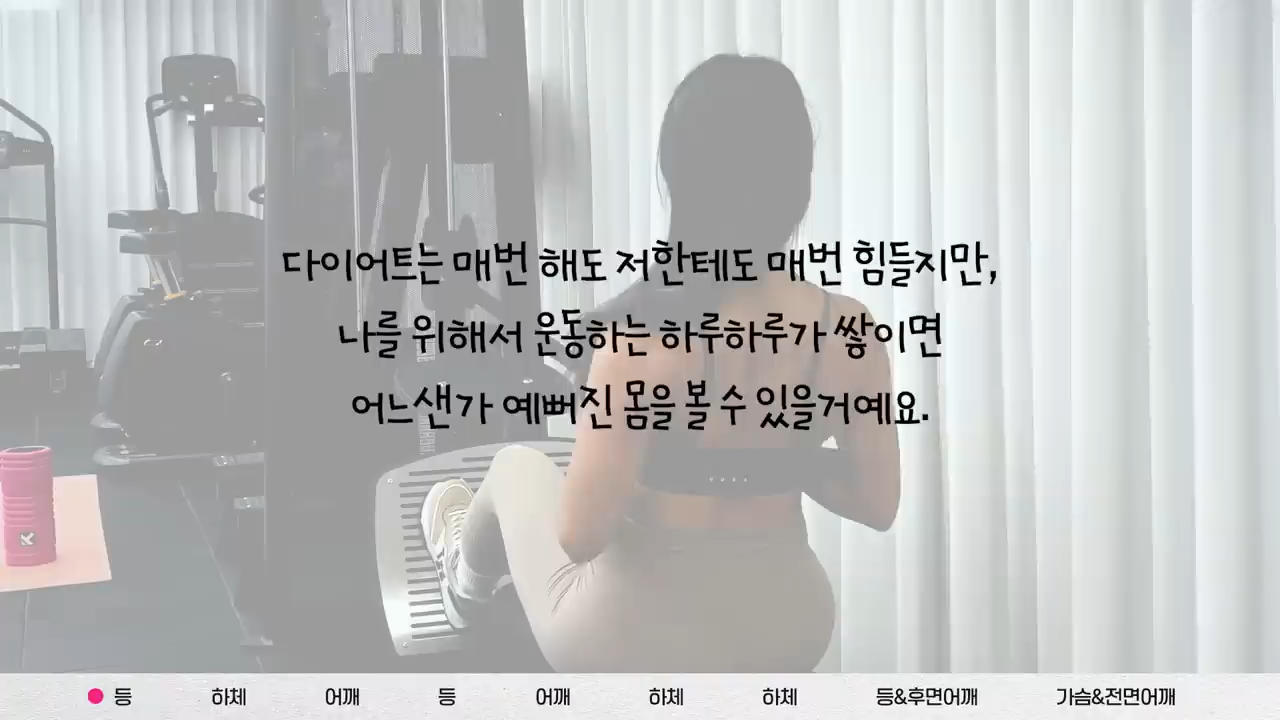 다이어트는 매번 해도 저한테도 매번 힘들지만,
나를 위해서 운동하는 하루하루가 쌓이면
어느샌가 예뻐진 몸을 볼 수 있을거예요.
등 하체 어깨 등 어깨 하체 하체 등&후면어깨 가슴&전면어깨